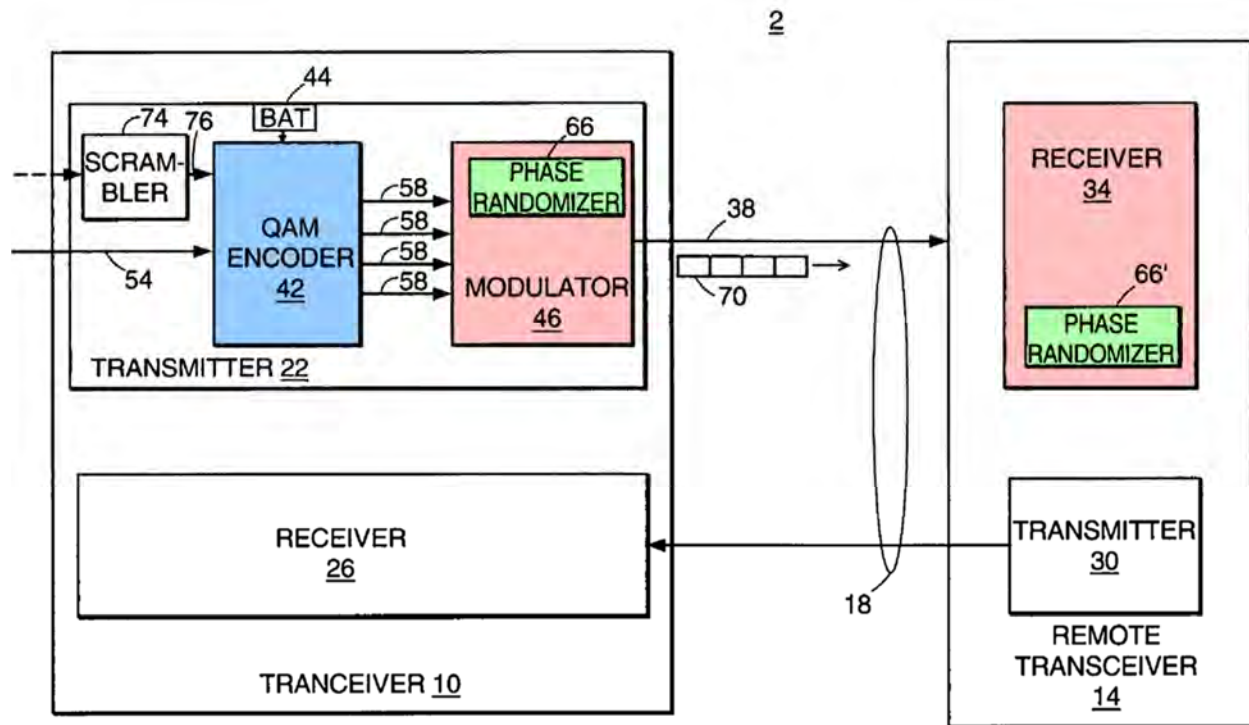 2
44
74
76
BAT
66
SCRAM-
BLER
PHASE
RANDOMIZER
RECEIVER
34
58
58
58
58
QAM
ENCODER
42
38
54
MODULATOR
46
70
66'
PHASE
RANDOMIZER
TRANSMITTER 22
RECEIVER
26
TRANSMITTER
30
18
REMOTE
TRANSCEIVER
14
TRANCEIVER 10